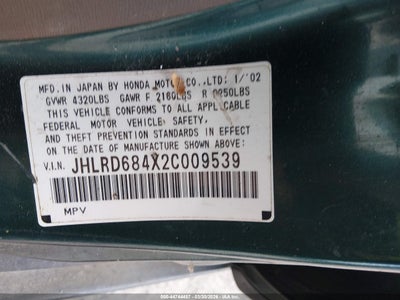 MFD.IN JAPAN BY HONDA MOTOR CO.,LTD: 1/'02
GVWR 4320LBS GAWR F 2160LBS R 2250LBS
THIS VEHICLE CONFORMS TO ALL APPLICABLE
FEDERAL MOTOR VEHICLE SAFETY,
AND THEFT PREVENTION STANDARDS IN EFFECT
ON THE DATE OF MANUFACTURE SHOWN ABOVE:
V.I.N. JHLRD684X2C009539
MPV